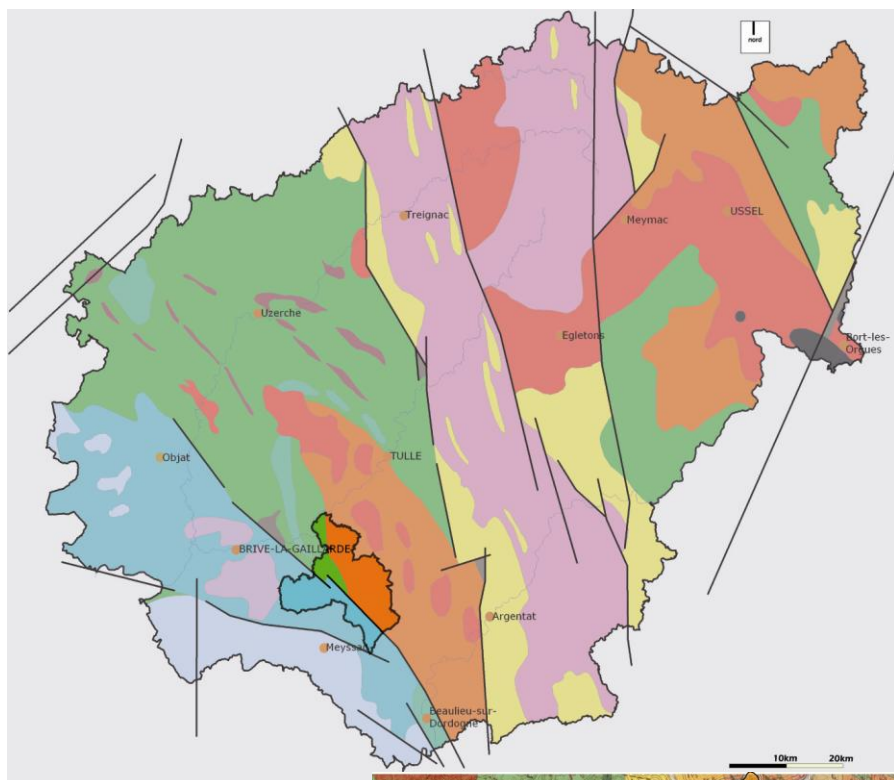 nord
Treignac
Meymac
USSEL
Uzerche
Egletons
Bort-les-
Orgues
Objat
TULLE
BRIVE-LA-GAILLARDE
Argentat
Meyssac
Beaulieu-sur-
Dordogne
10km
20km